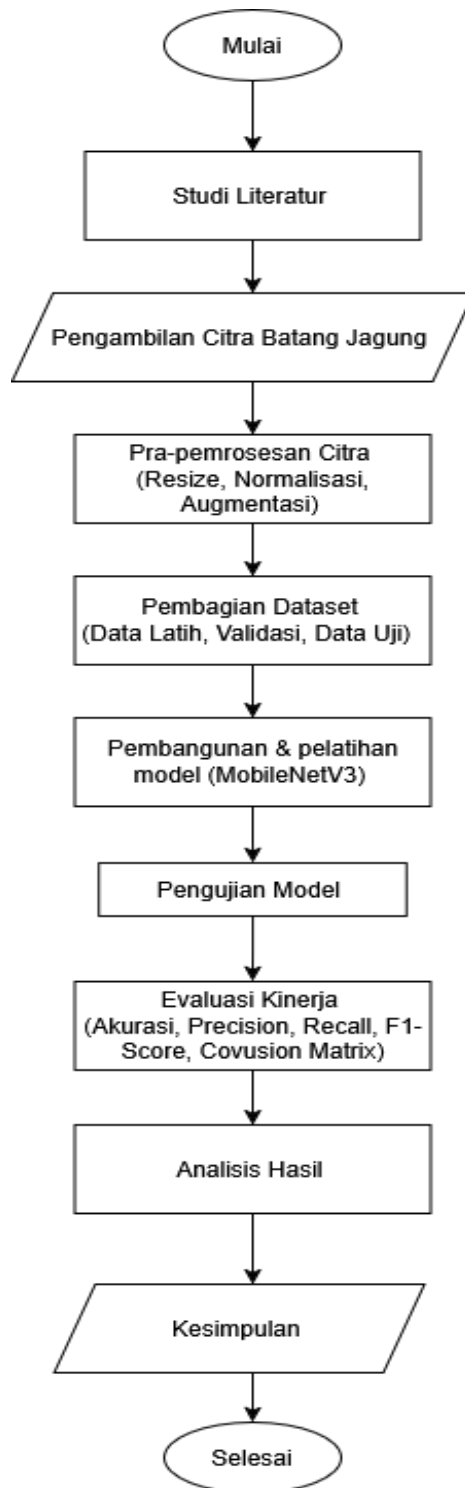 Mulai
Studi Literatur
Pengambilan Citra Batang Jagung
Pra-pemrosesan Citra
(Resize, Normalisasi,
Augmentasi)
Pembagian Dataset
(Data Latih, Validasi, Data Uji)
Pembangunan & pelatihan
model (MobileNetV3)
Pengujian Model
Evaluasi Kinerja
(Akurasi, Precision, Recall, F1-
Score, Covusion Matrix)
Analisis Hasil
Kesimpulan
Selesai